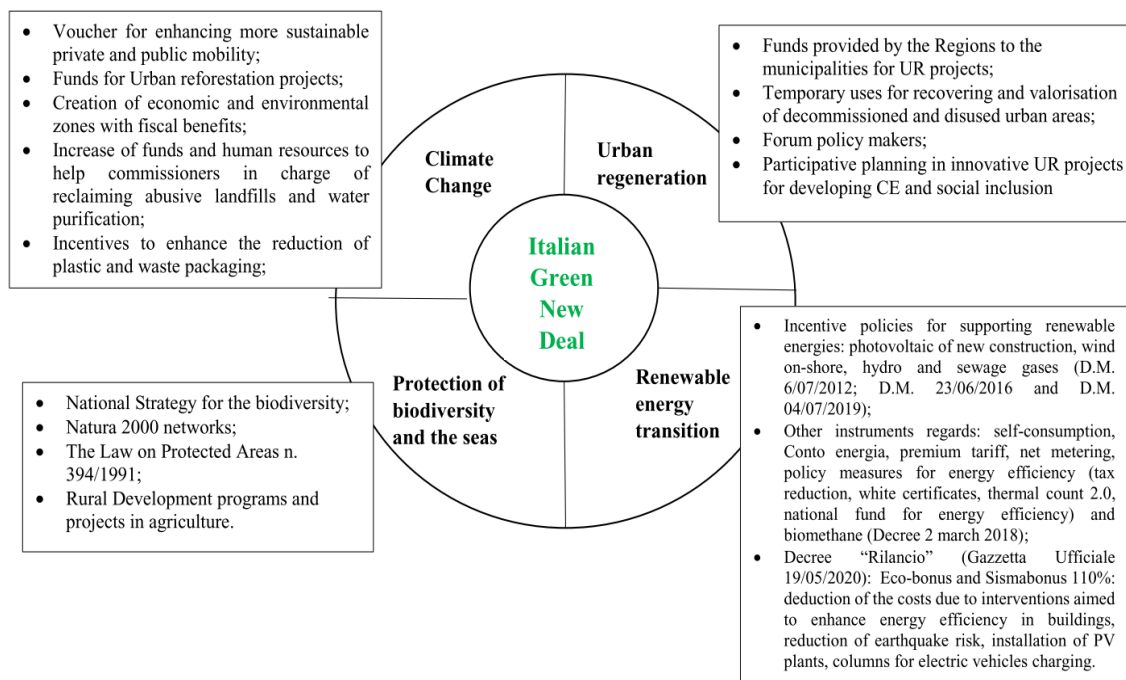 • Voucher for enhancing more sustainable
private and public mobility;
• Funds for Urban reforestation projects;
• Creation of economic and environmental
zones with fiscal benefits;
• Increase of funds and human resources to
help commissioners in charge of
reclaiming abusive landfills and water
purification;
• Incentives to enhance the reduction of
plastic and waste packaging;
• Funds provided by the Regions to the
municipalities for UR projects;
• Temporary uses for recovering and valorisation
of decommissioned and disused urban areas;
• Forum policy makers;
• Participative planning in innovative UR projects
for developing CE and social inclusion
Climate
Change
Urban
regeneration
Italian
Green
New
Deal
Protection of
biodiversity
and the seas
Renewable
energy
transition
• National Strategy for the biodiversity;
• Natura 2000 networks;
• The Law on Protected Areas n.
394/1991;
• Rural Development programs and
projects in agriculture.
• Incentive policies for supporting renewable
energies: photovoltaic of new construction, wind
on-shore, hydro and sewage gases (D.M.
6/07/2012; D.M. 23/06/2016 and D.M.
04/07/2019);
• Other instruments regards: self-consumption,
Conto energia, premium tariff, net metering,
policy measures for energy efficiency (tax
reduction, white certificates, thermal count 2.0,
national fund for energy efficiency) and
biomethane (Decree 2 march 2018);
• Decree “Rilancio” (Gazzetta Ufficiale
19/05/2020): Eco-bonus and Sismabonus 110%:
deduction of the costs due to interventions aimed
to enhance energy efficiency in buildings,
reduction of earthquake risk, installation of PV
plants, columns for electric vehicles charging.